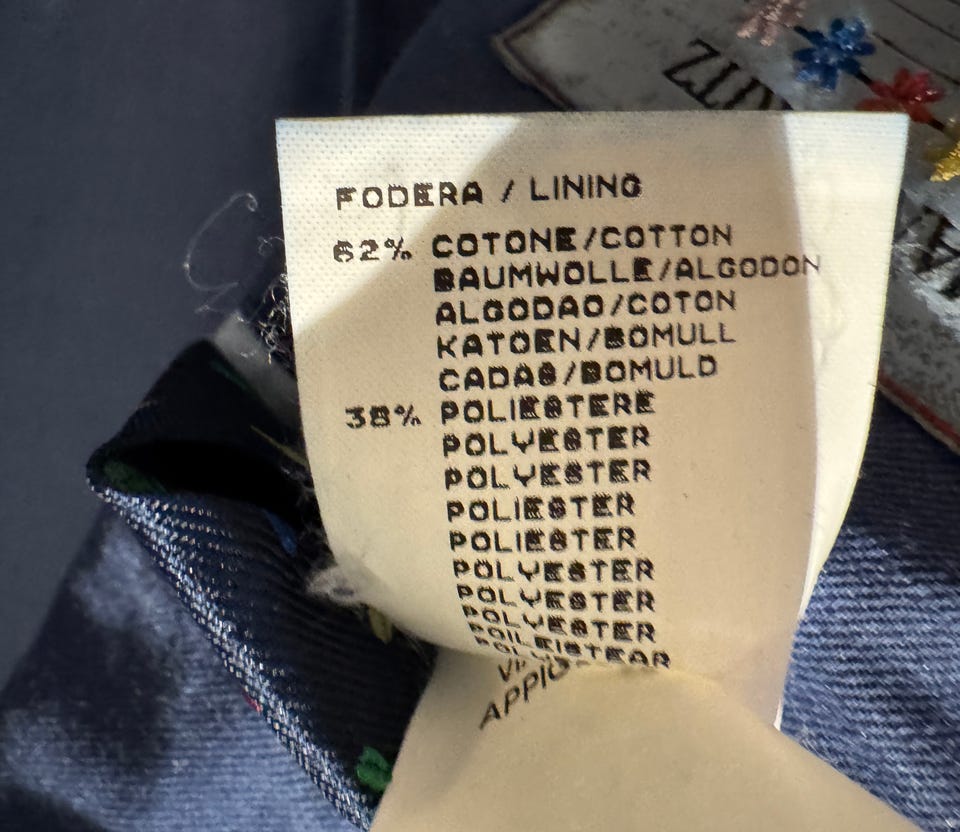 FODERA / LINING
62% COTONE/COTTON
BAUMWOLLE/ALGODON
ALGODAO/COTON
KATOEN/BOMULL
CADAS/BOMULD
38% POLIESTERE
POLYESTER
POLYESTER
POLIESTER
POLIESTER
POLYESTER
POLYESTER
POLYESTER
POILEISTEAR